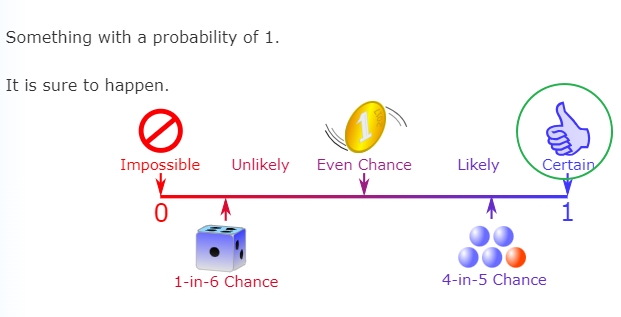 Something with a probability of 1.
It is sure to happen.
1
Impossible Unlikely Even Chance Likely Certain
0 1
1-in-6 Chance 4-in-5 Chance